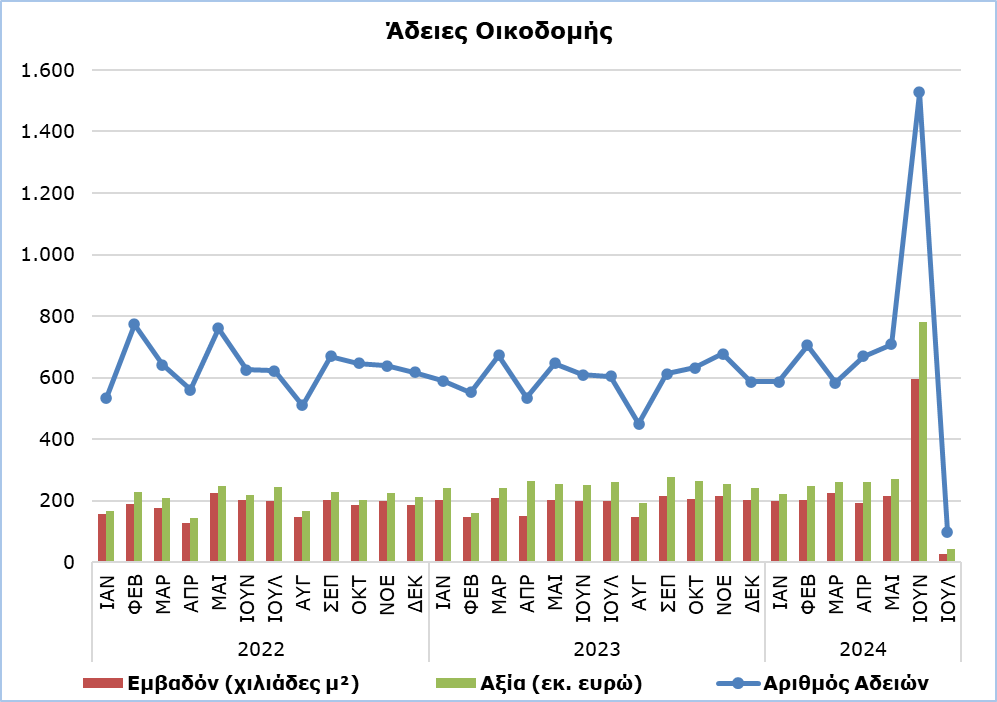 Άδειες Οικοδομής
1.600
1.400
1.200
1.000
800
600
400
200
0
ΙΑΝ ΦΕΒ ΜΑΡ ΑΠΡ ΜΑΙ ΙΟΥΝ ΙΟΥΛ ΑΥΓ ΣΕΠ ΟΚΤ ΝΟΕ ΔΕΚ ΙΑΝ ΦΕΒ ΜΑΡ ΑΠΡ ΜΑΙ ΙΟΥΝ ΙΟΥΛ ΑΥΓ ΣΕΠ ΟΚΤ ΝΟΕ ΔΕΚ ΙΑΝ ΦΕΒ ΜΑΡ ΑΠΡ ΜΑΙ ΙΟΥΝ ΙΟΥΛ
2022 2023 2024
Εμβαδόν (χιλιάδες μ²) Αξία (εκ. ευρώ) Αριθμός Αδειών